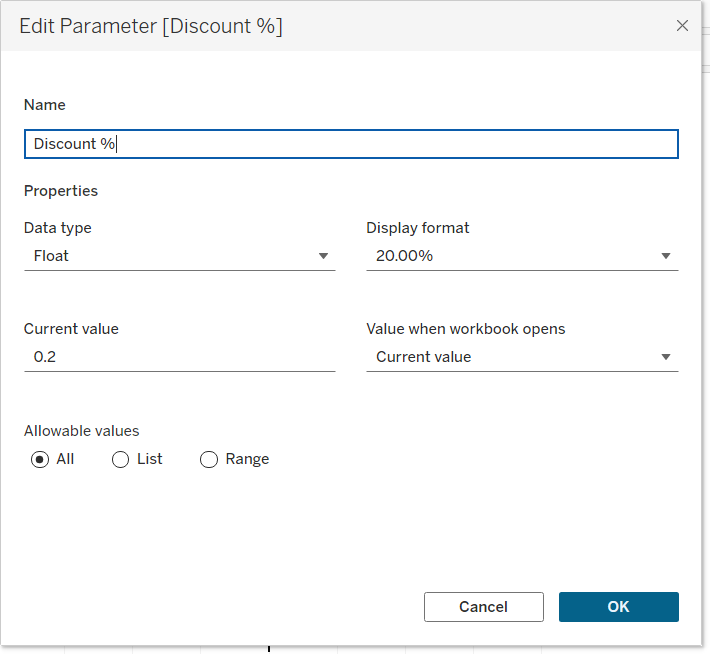 Edit Parameter [Discount %]
Name
Discount %
Properties
Data type
Display format
Float
20.00%
Current value
Value when workbook opens
0.2
Current value
Allowable values
All List Range
Cancel OK